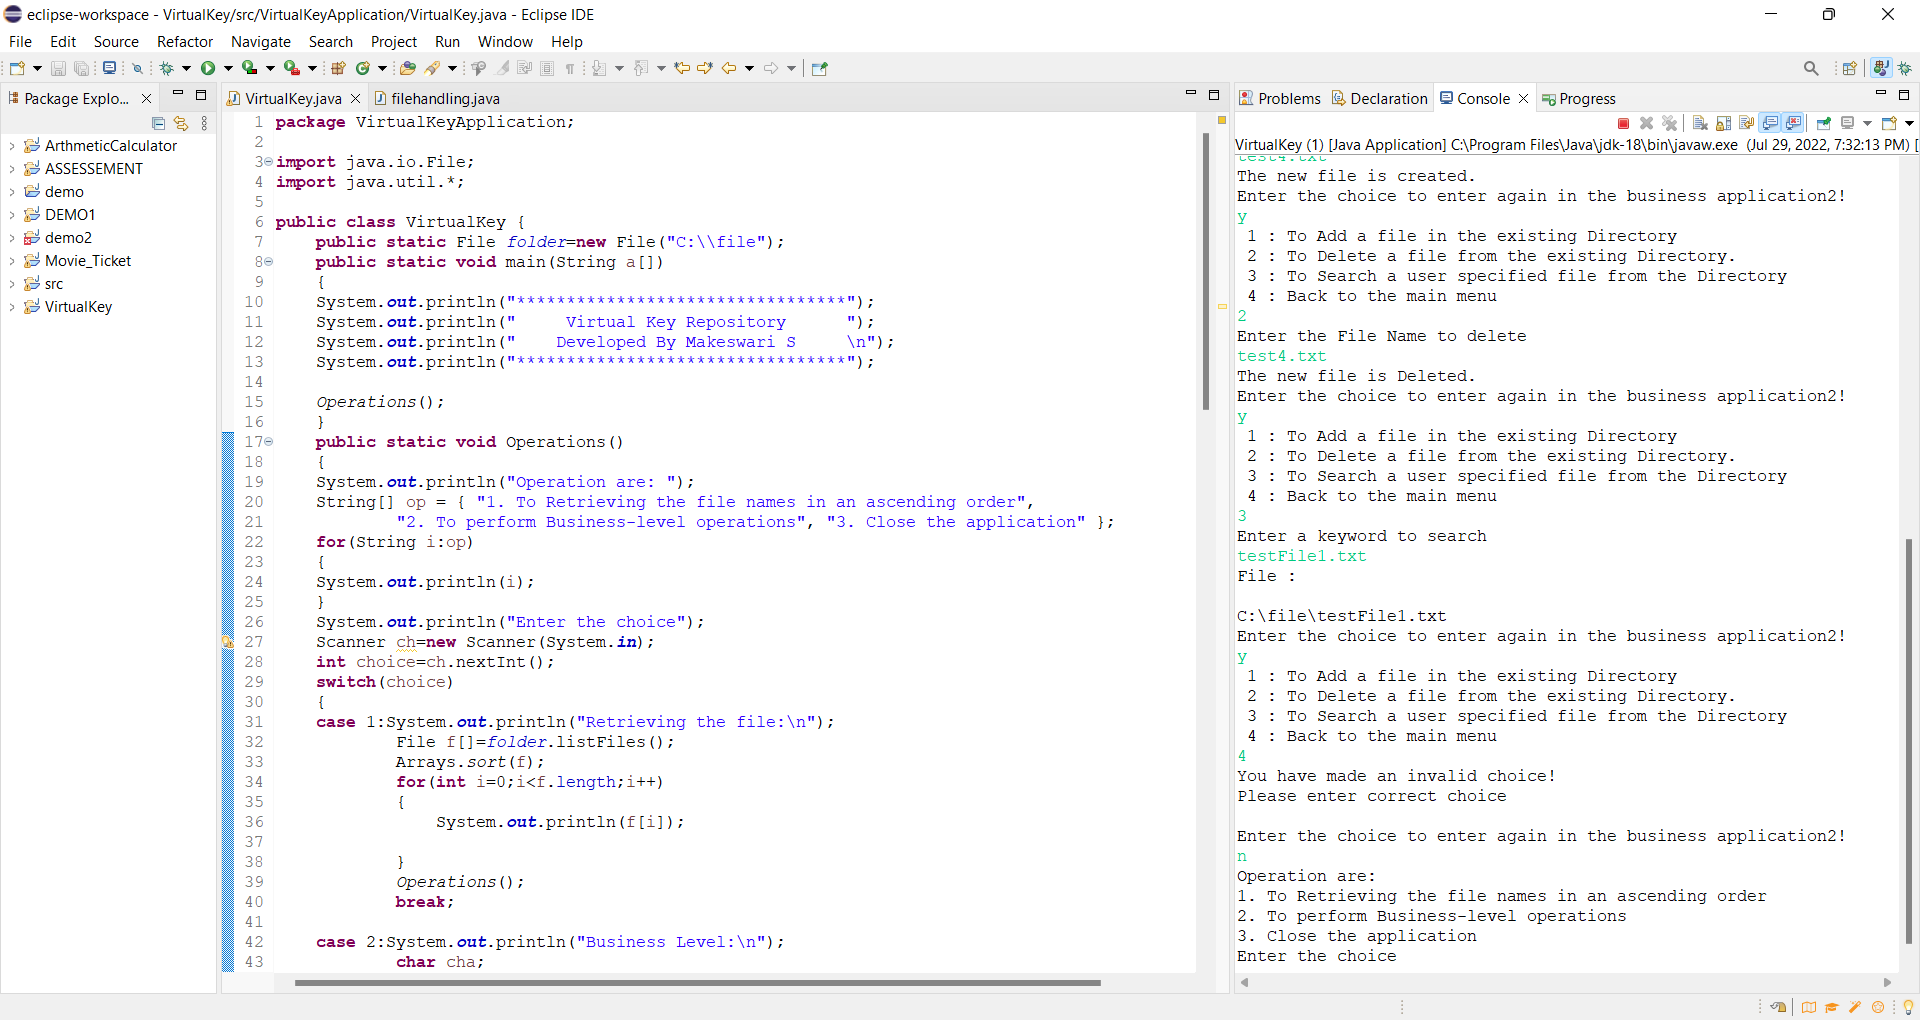 eclipse-workspace - VirtualKey/src/VirtualKeyApplication/VirtualKey.java - Eclipse IDE
File Edit Source Refactor Navigate Search Project Run Window Help
Package Explo...
ArthmeticCalculator
ASSESSEMENT
demo
DEMO1
demo2
Movie_Ticket
src
VirtualKey
VirtualKey.java filehandling.java
1 package VirtualKeyApplication;
2
3 import java.io.File;
4 import java.util.*;
5
6 public class VirtualKey {
7 public static File folder=new File("C:\\file");
8 public static void main(String a[])
9 {
10 System.out.println("*********************************");
11 System.out.println("     Virtual Key Repository      ");
12 System.out.println("    Developed By Makeswari S     \n");
13 System.out.println("*********************************");
14
15 Operations();
16 }
17 public static void Operations()
18 {
19 System.out.println("Operation are: ");
20 String[] op = { "1. To Retrieving the file names in an ascending order",
21 "2. To perform Business-level operations", "3. Close the application" };
22 for(String i:op)
23 {
24 System.out.println(i);
25 }
26 System.out.println("Enter the choice");
27 Scanner ch=new Scanner(System.in);
28 int choice=ch.nextInt();
29 switch(choice)
30 {
31 case 1:System.out.println("Retrieving the file:\n");
32 File f[]=folder.listFiles();
33 Arrays.sort(f);
34 for(int i=0;i<f.length;i++)
35 {
36 System.out.println(f[i]);
37
38 }
39 Operations();
40 break;
41
42 case 2:System.out.println("Business Level:\n");
43 char cha;
Problems Declaration Console Progress
VirtualKey (1) [Java Application] C:\Program Files\Java\jdk-18\bin\javaw.exe (Jul 29, 2022, 7:32:13 PM) [
test4.txt
The new file is created.
Enter the choice to enter again in the business application2!
y
1 : To Add a file in the existing Directory
2 : To Delete a file from the existing Directory.
3 : To Search a user specified file from the Directory
4 : Back to the main menu
2
Enter the File Name to delete
test4.txt
The new file is Deleted.
Enter the choice to enter again in the business application2!
y
1 : To Add a file in the existing Directory
2 : To Delete a file from the existing Directory.
3 : To Search a user specified file from the Directory
4 : Back to the main menu
3
Enter a keyword to search
testFile1.txt
File :
C:\file\testFile1.txt
Enter the choice to enter again in the business application2!
y
1 : To Add a file in the existing Directory
2 : To Delete a file from the existing Directory.
3 : To Search a user specified file from the Directory
4 : Back to the main menu
4
You have made an invalid choice!
Please enter correct choice
Enter the choice to enter again in the business application2!
n
Operation are:
1. To Retrieving the file names in an ascending order
2. To perform Business-level operations
3. Close the application
Enter the choice